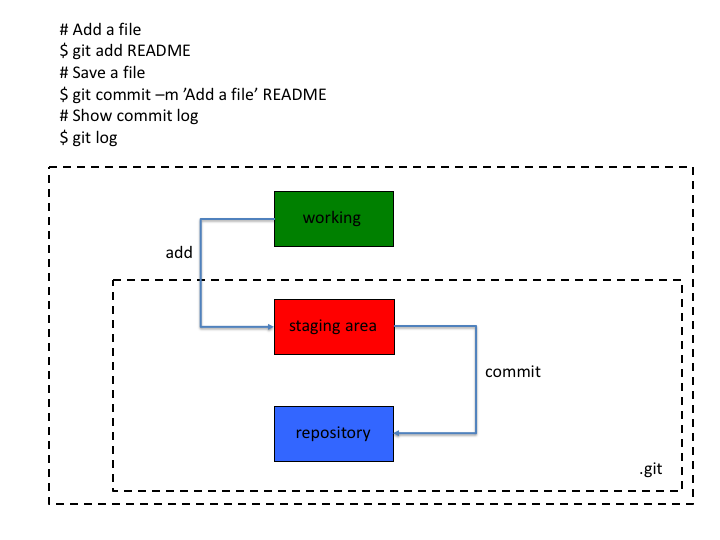 # Add a file
$ git add README
# Save a file
$ git commit –m ’Add a file’ README
# Show commit log
$ git log
working
add
staging area
commit
repository
.git